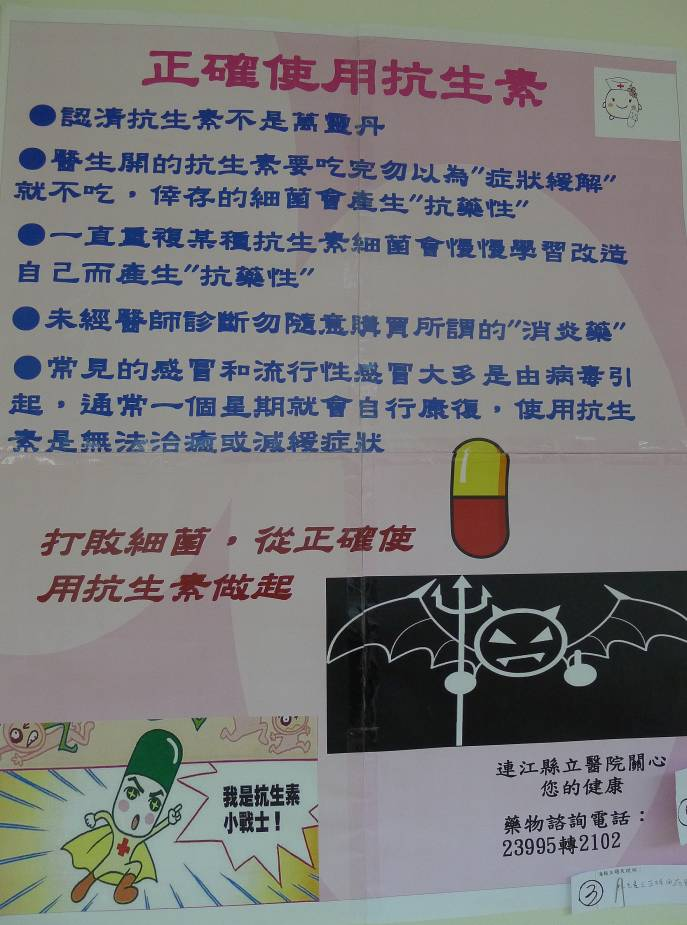 正確使用抗生素
●認清抗生素不是萬靈丹
●醫生開的抗生素要吃完勿以為"症狀緩解"
就不吃，倖存的細菌會產生"抗藥性"
●一直重複某種抗生素細菌會慢慢學習改造
自己而產生"抗藥性"
●未經醫師診斷勿隨意購買所謂的"消炎藥"
●常見的感冒和流行性感冒大多是由病毒引
起，通常一個星期就會自行康復，使用抗生
素是無法治癒或減緩症狀
打敗細菌，從正確使
用抗生素做起
我是抗生素
小戰士！
連江縣立醫院關心
您的健康
藥物諮詢電話：
23995轉2102
③